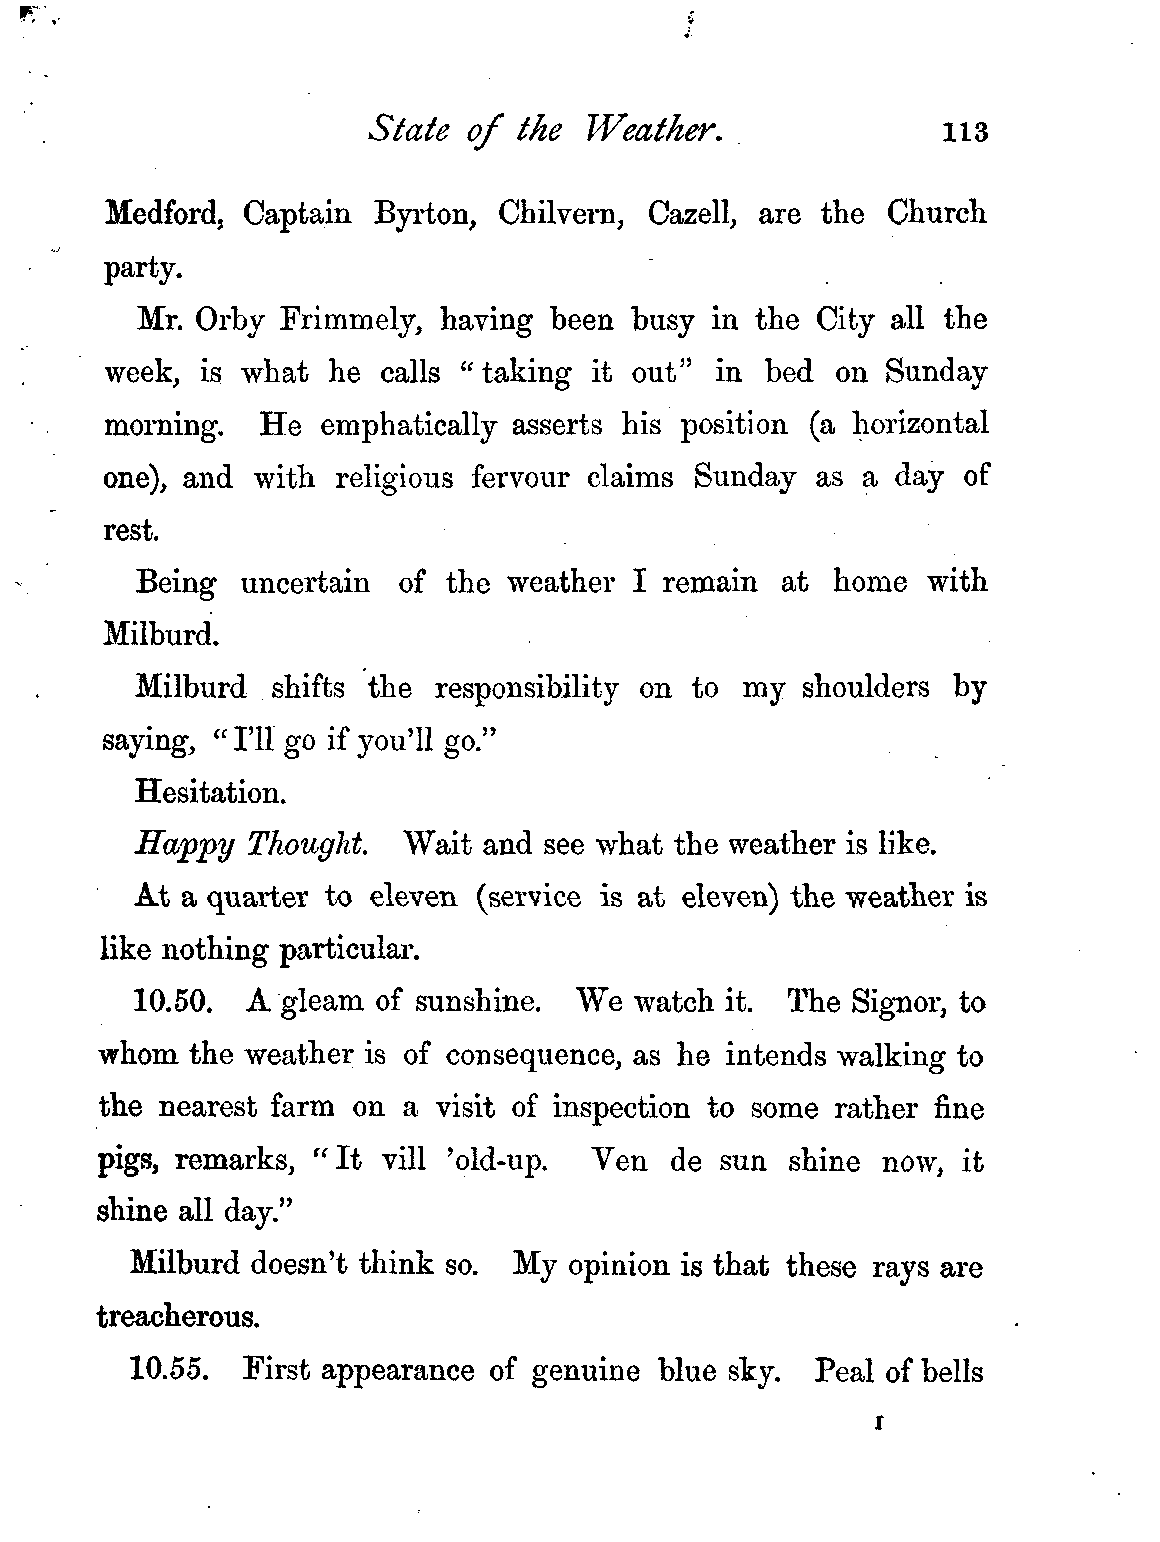 State of the Weather. 113
Medford, Captain Byrton, Chilvern, Cazell, are the Church
party.
Mr. Orby Frimmely, having been busy in the City all the
week, is what he calls “taking it out” in bed on Sunday
morning. He emphatically asserts his position (a horizontal
one), and with religious fervour claims Sunday as a day of
rest.
Being uncertain of the weather I remain at home with
Milburd.
Milburd shifts the responsibility on to my shoulders by
saying, “I’ll go if you’ll go.”
Hesitation.
Happy Thought. Wait and see what the weather is like.
At a quarter to eleven (service is at eleven) the weather is
like nothing particular.
10.50. A gleam of sunshine. We watch it. The Signor, to
whom the weather is of consequence, as he intends walking to
the nearest farm on a visit of inspection to some rather fine
pigs, remarks, “It vill ’old-up. Ven de sun shine now, it
shine all day.”
Milburd doesn’t think so. My opinion is that these rays are
treacherous.
10.55. First appearance of genuine blue sky. Peal of bells
I